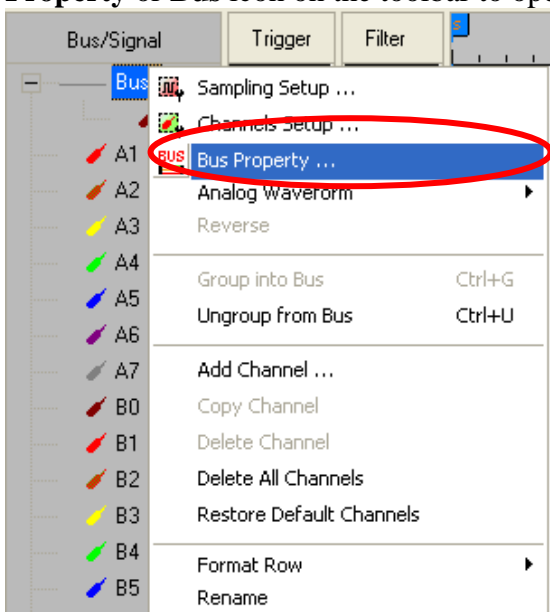 Property of Bus icon on the toolbar to ope
Bus/Signal Trigger Filter s
Bus
Sampling Setup ...
Channels Setup ...
BUS Bus Property ...
A1
A2 Analog Waveform
A3 Reverse
A4
Group into Bus Ctrl+G
A5
Ungroup from Bus Ctrl+U
A6
A7 Add Channel ...
B0 Copy Channel
B1 Delete Channel
B2 Delete All Channels
B3 Restore Default Channels
B4
Format Row
B5
Rename